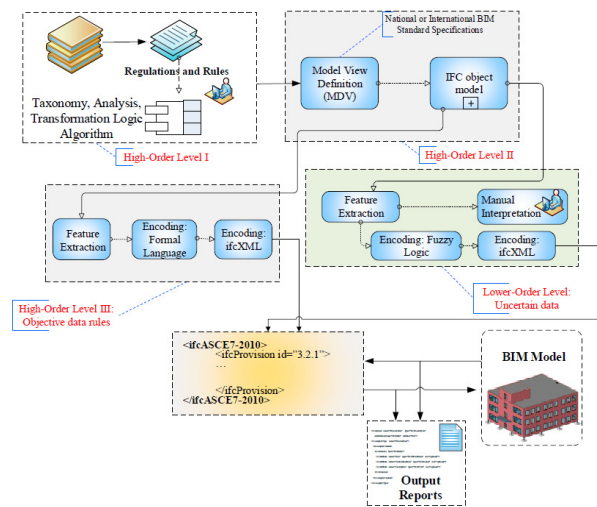 National or International BIM
Standard Specifications
Regulations and Rules
Taxonomy, Analysis,
Transformation Logic
Algorithm
High-Order Level I
Model View
Definition
(MDV)
IFC object
model
+
High-Order Level II
Feature
Extraction
Encoding:
Formal
Language
Encoding:
ifcXML
High-Order Level III:
Objective data rules
Feature
Extraction
Manual
Interpretation
Encoding: Fuzzy
Logic
Encoding:
ifcXML
Lower-Order Level:
Uncertain data
<ifcASCE7-2010>
<ifcProvision id="3.2.1">
...
</ifcProvision>
</ifcASCE7-2010>
BIM Model
Output
Reports